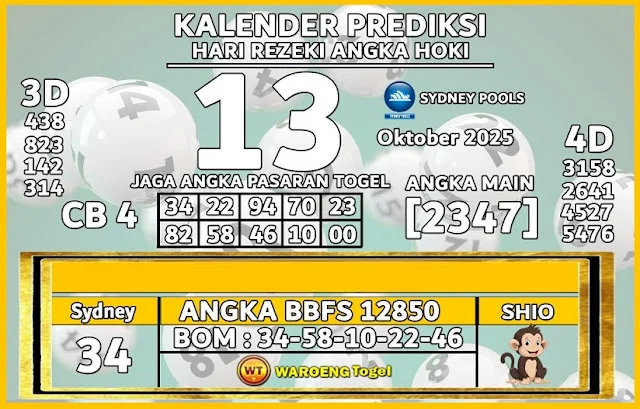 KALENDER PREDIKSI
HARI REZEKI ANGKA HOKI
13
3D
438
823
142
314
CB 4
SYDNEY POOLS
Oktober 2025
JAGA ANGKA PASARAN TOGEL
34 22 94 70 23
82 58 46 10 00
ANGKA MAIN
[2347]
4D
3158
2641
4527
5476
Sydney
34
ANGKA BBFS 12850
BOM : 34-58-10-22-46
WT WAROENG Togel
SHIO